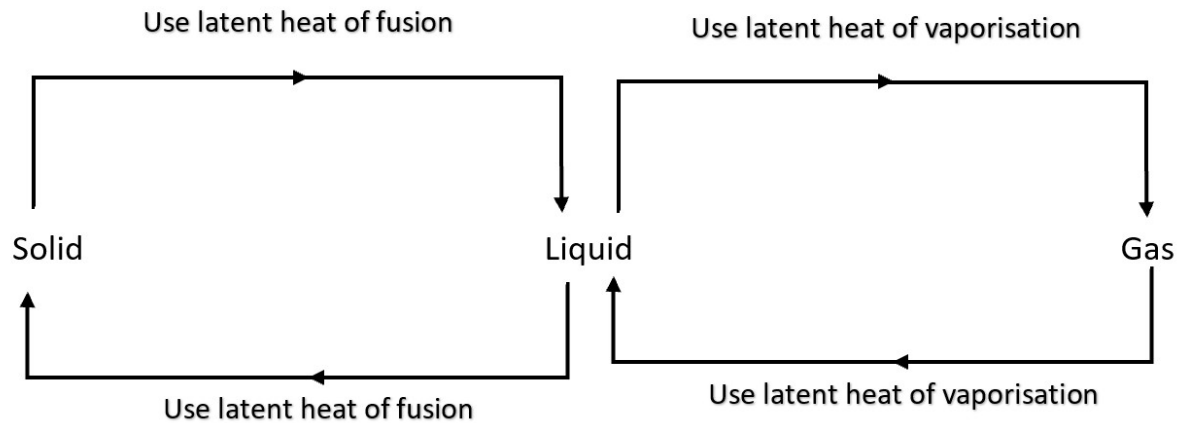 Use latent heat of fusion
Use latent heat of vaporisation
Solid
Liquid
Gas
Use latent heat of fusion
Use latent heat of vaporisation